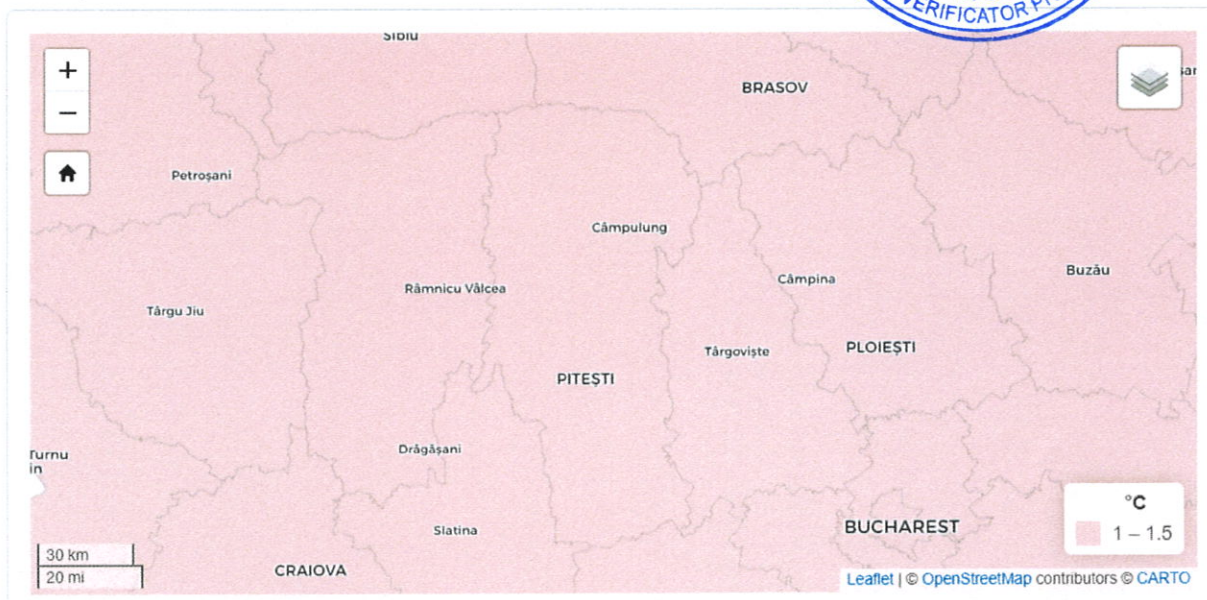 VERIFICATOR
Sibiu
+
−
BRASOV
Petroșani
Câmpulung
Buzău
Câmpina
Râmnicu Vâlcea
Târgu Jiu
PLOIEȘTI
Târgoviște
PITEȘTI
Drăgășani
Turnu
in
°C
1 – 1.5
BUCHAREST
Slatina
30 km
20 mi
CRAIOVA
Leaflet | © OpenStreetMap contributors © CARTO